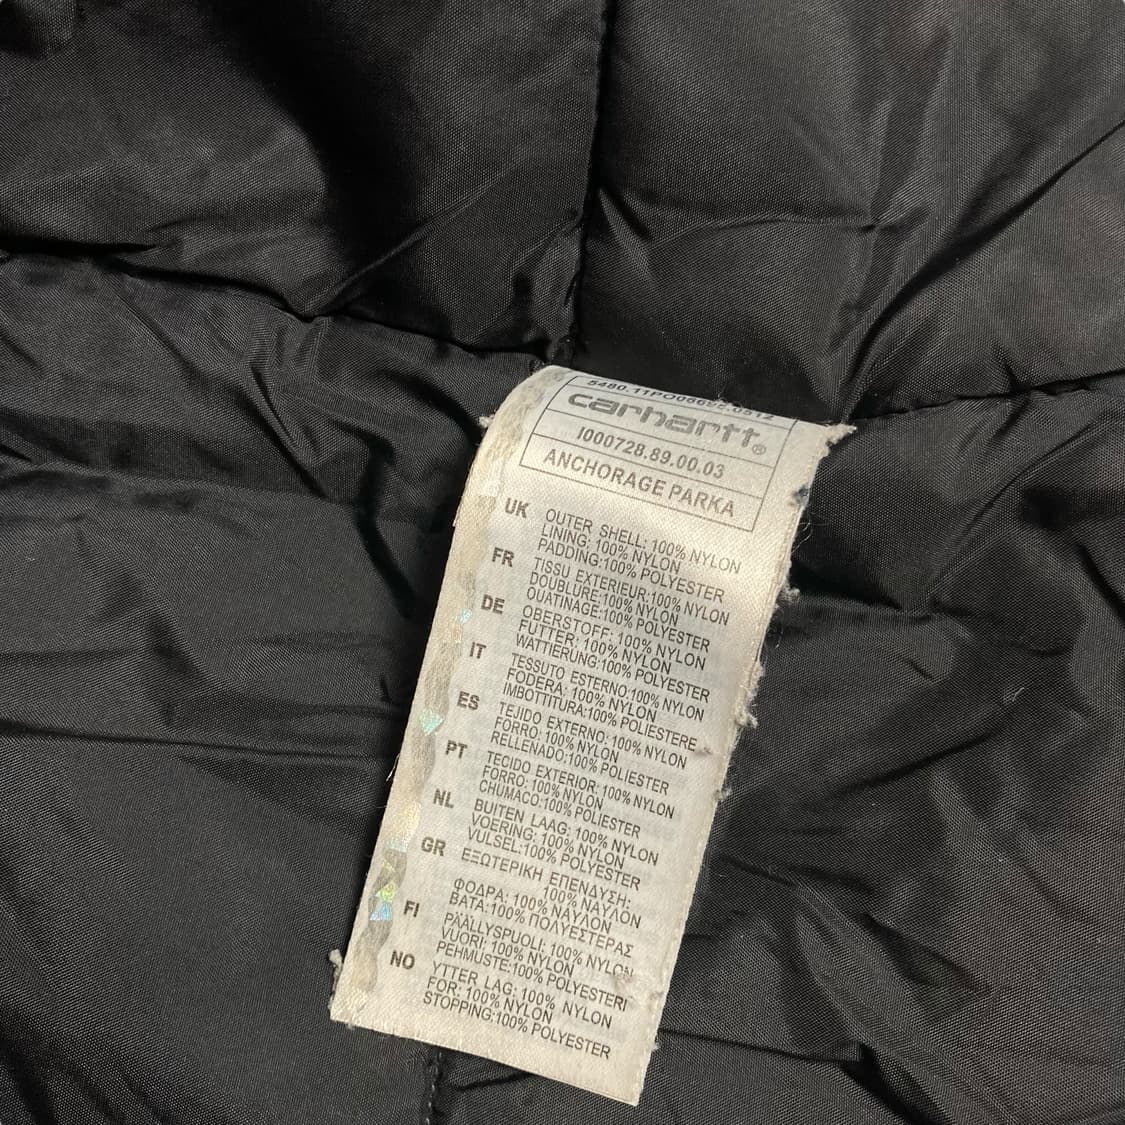 carhartt®
I000728.89.00.03
ANCHORAGE PARKA
UK
OUTER SHELL: 100% NYLON
LINING: 100% NYLON
PADDING:100% POLYESTER
FR
TISSU EXTERIEUR:100% NYLON
DOUBLURE:100% NYLON
OUATINAGE:100% POLYESTER
DE
OBERSTOFF: 100% NYLON
FUTTER: 100% NYLON
WATTIERUNG:100% POLYESTER
IT
TESSUTO ESTERNO:100% NYLON
FODERA: 100% NYLON
IMBOTTITURA:100% POLIESTERE
ES
TEJIDO EXTERNO: 100% NYLON
FORRO: 100% NYLON
RELLENADO:100% POLIESTER
PT
TECIDO EXTERIOR: 100% NYLON
FORRO: 100% NYLON
CHUMACO:100% POLIESTER
NL
BUITEN LAAG: 100% NYLON
VOERING: 100% NYLON
VULSEL:100% POLYESTER
GR
ΕΞΩΤΕΡΙΚΗ ΕΠΕΝΔΥΣΗ:
100% ΝΑΥΛΟΝ
ΦΟΔΡΑ: 100% ΝΑΥΛΟΝ
ΒΑΤΑ:100% ΠΟΛΥΕΣΤΕΡΑΣ
FI
PÄÄLLYSPUOLI: 100% NYLON
VUORI: 100% NYLON
PEHMUSTE:100% POLYESTERI
NO
YTTER LAG: 100% NYLON
FOR: 100% NYLON
STOPPING:100% POLYESTER